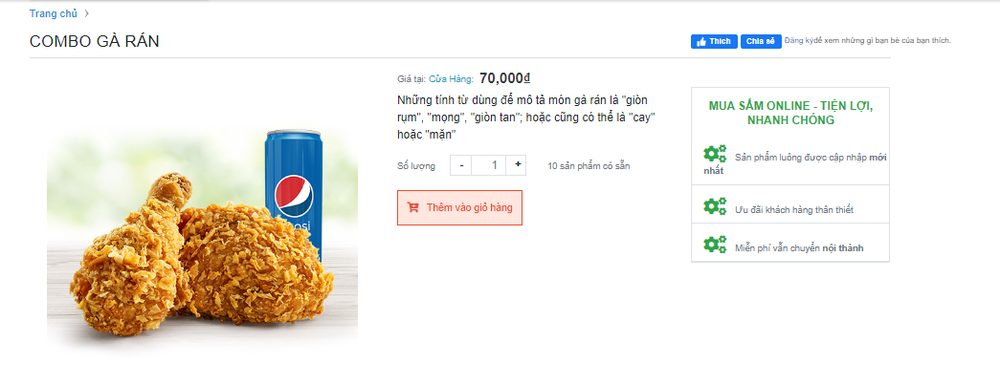 Trang chủ >
COMBO GÀ RÁN
Thích Chia sẻ Đăng kýđể xem những gì bạn bè của bạn thích.
Giá tại: Cửa Hàng: 70,000₫
Những tính từ dùng để mô tả món gà rán là "giòn
rụm", "mọng", "giòn tan"; hoặc cũng có thể là "cay"
hoặc "mặn"
Số lượng - 1 + 10 sản phẩm có sẵn
Thêm vào giỏ hàng
MUA SẮM ONLINE - TIỆN LỢI,
NHANH CHÓNG
Sản phẩm luông được cập nhập mới
nhất
Ưu đãi khách hàng thân thiết
Miễn phí vẫn chuyển nội thành